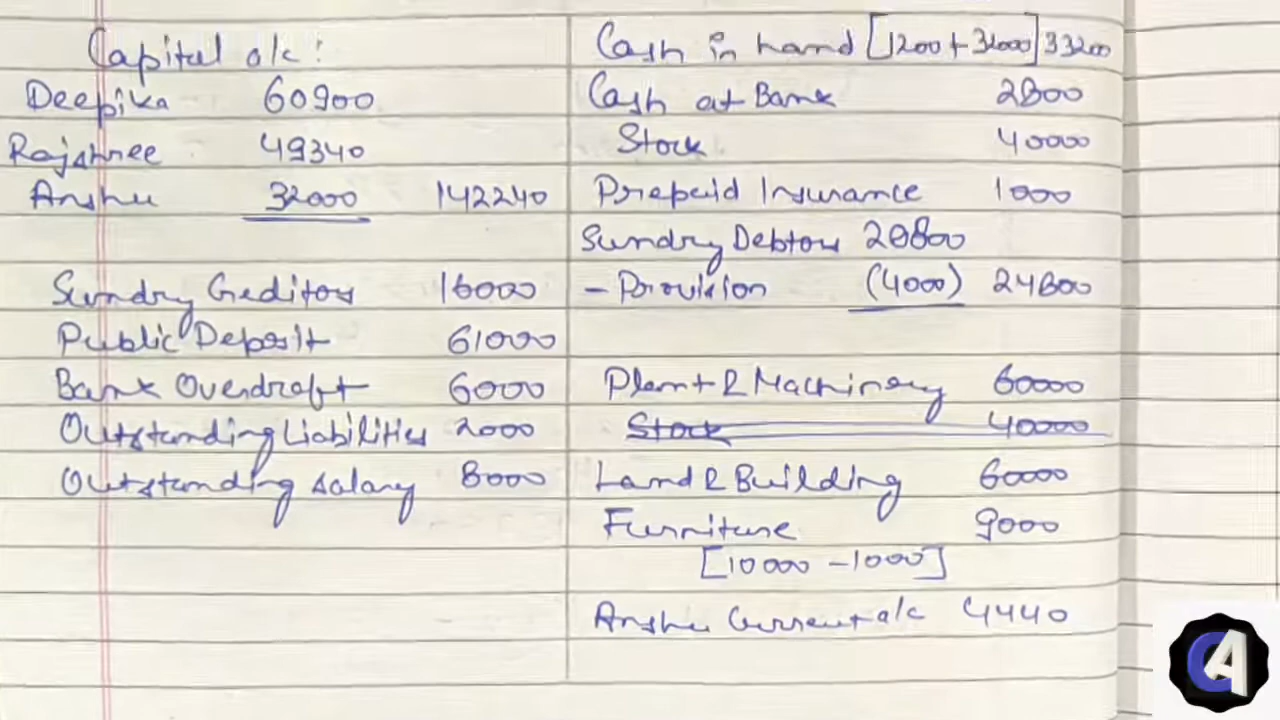 Capital a/c:
Deepika 60900
Rajshree 49340
Anshu 32000 142240
Sundry Creditors 16000
Public Deposit 61000
Bank Overdraft 6000
Outstanding Liabilities 2000
Outstanding salary 8000
Cash in hand [1200 + 32000] 33200
Cash at Bank 2800
Stock 40000
Prepaid Insurance 1000
Sundry Debtors 28800
- Provision (4000) 24800
Plant & Machinery 60000
Stock 40000
Land & Building 60000
Furniture 9000
[10000 - 1000]
Anshu Current a/c 4440
CA